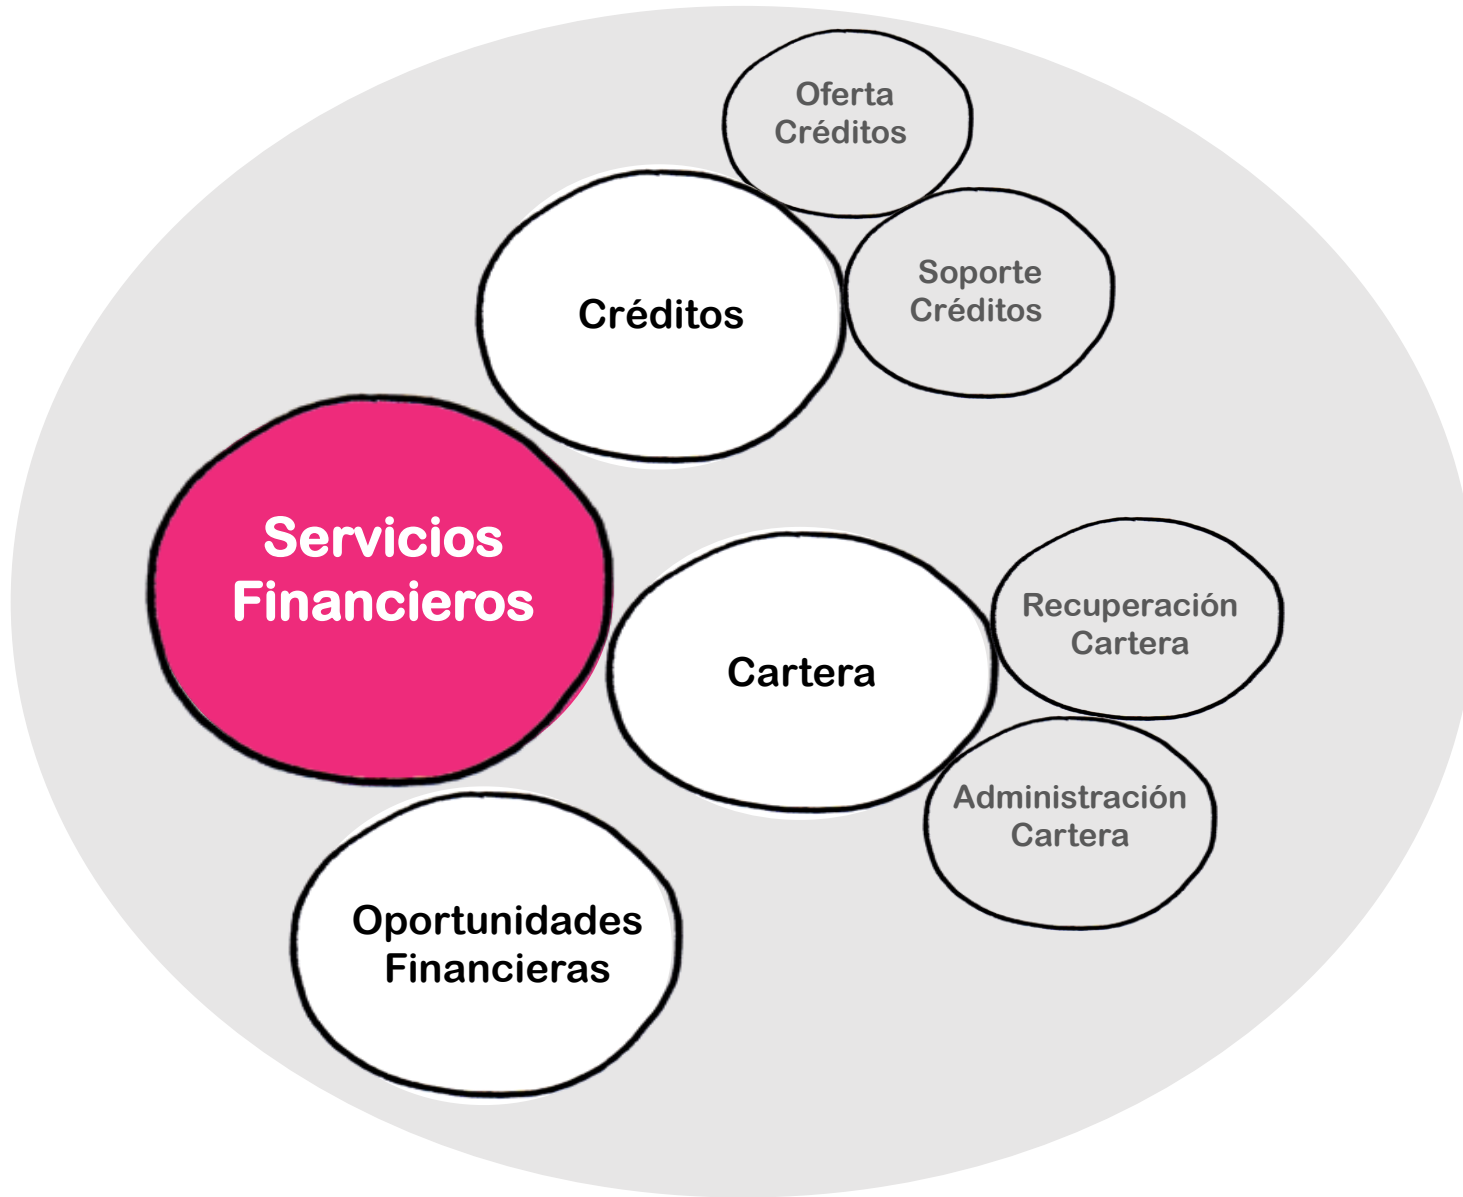 Oferta
Créditos
Soporte
Créditos
Créditos
Servicios
Financieros
Recuperación
Cartera
Cartera
Administración
Cartera
Oportunidades
Financieras